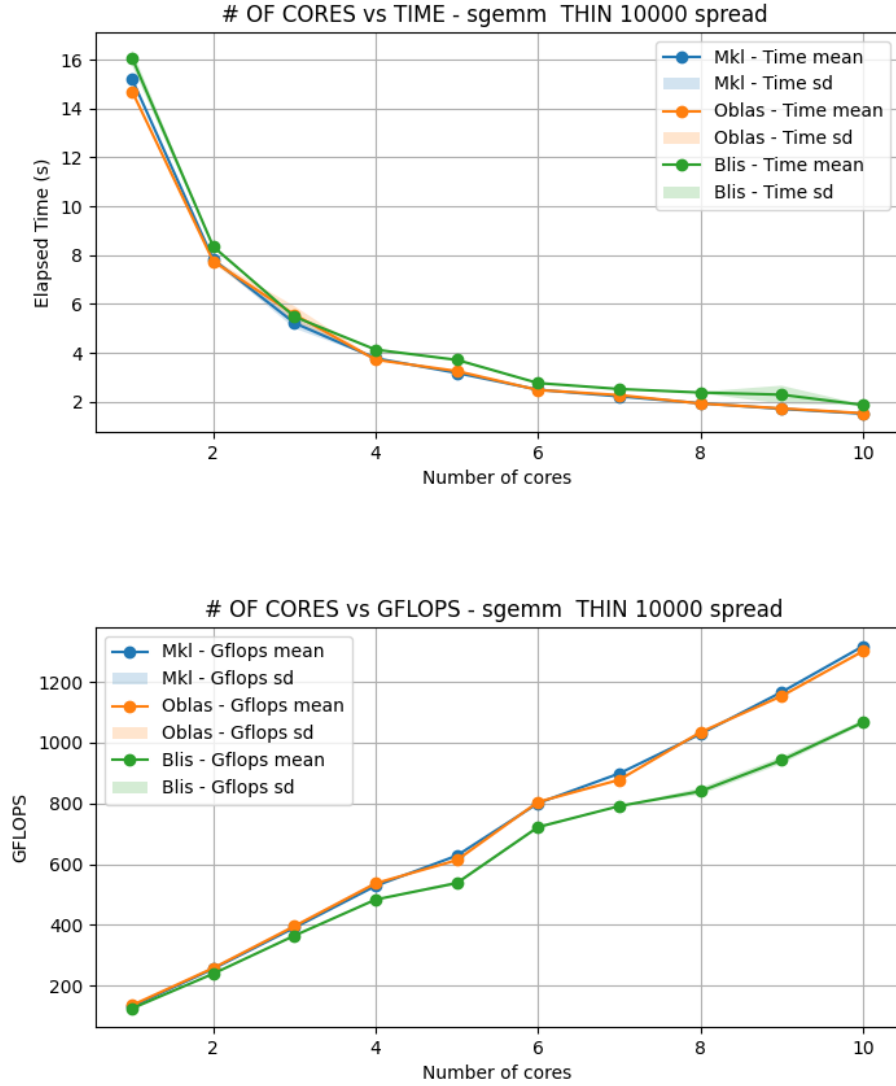 # OF CORES vs TIME - sgemm  THIN 10000 spread
16
14
12
10
8
6
4
2
Elapsed Time (s)
Mkl - Time mean
Mkl - Time sd
Oblas - Time mean
Oblas - Time sd
Blis - Time mean
Blis - Time sd
2 4 6 8 10
Number of cores
# OF CORES vs GFLOPS - sgemm  THIN 10000 spread
Mkl - Gflops mean
Mkl - Gflops sd
Oblas - Gflops mean
Oblas - Gflops sd
Blis - Gflops mean
Blis - Gflops sd
1200
1000
800
600
400
200
GFLOPS
2 4 6 8 10
Number of cores